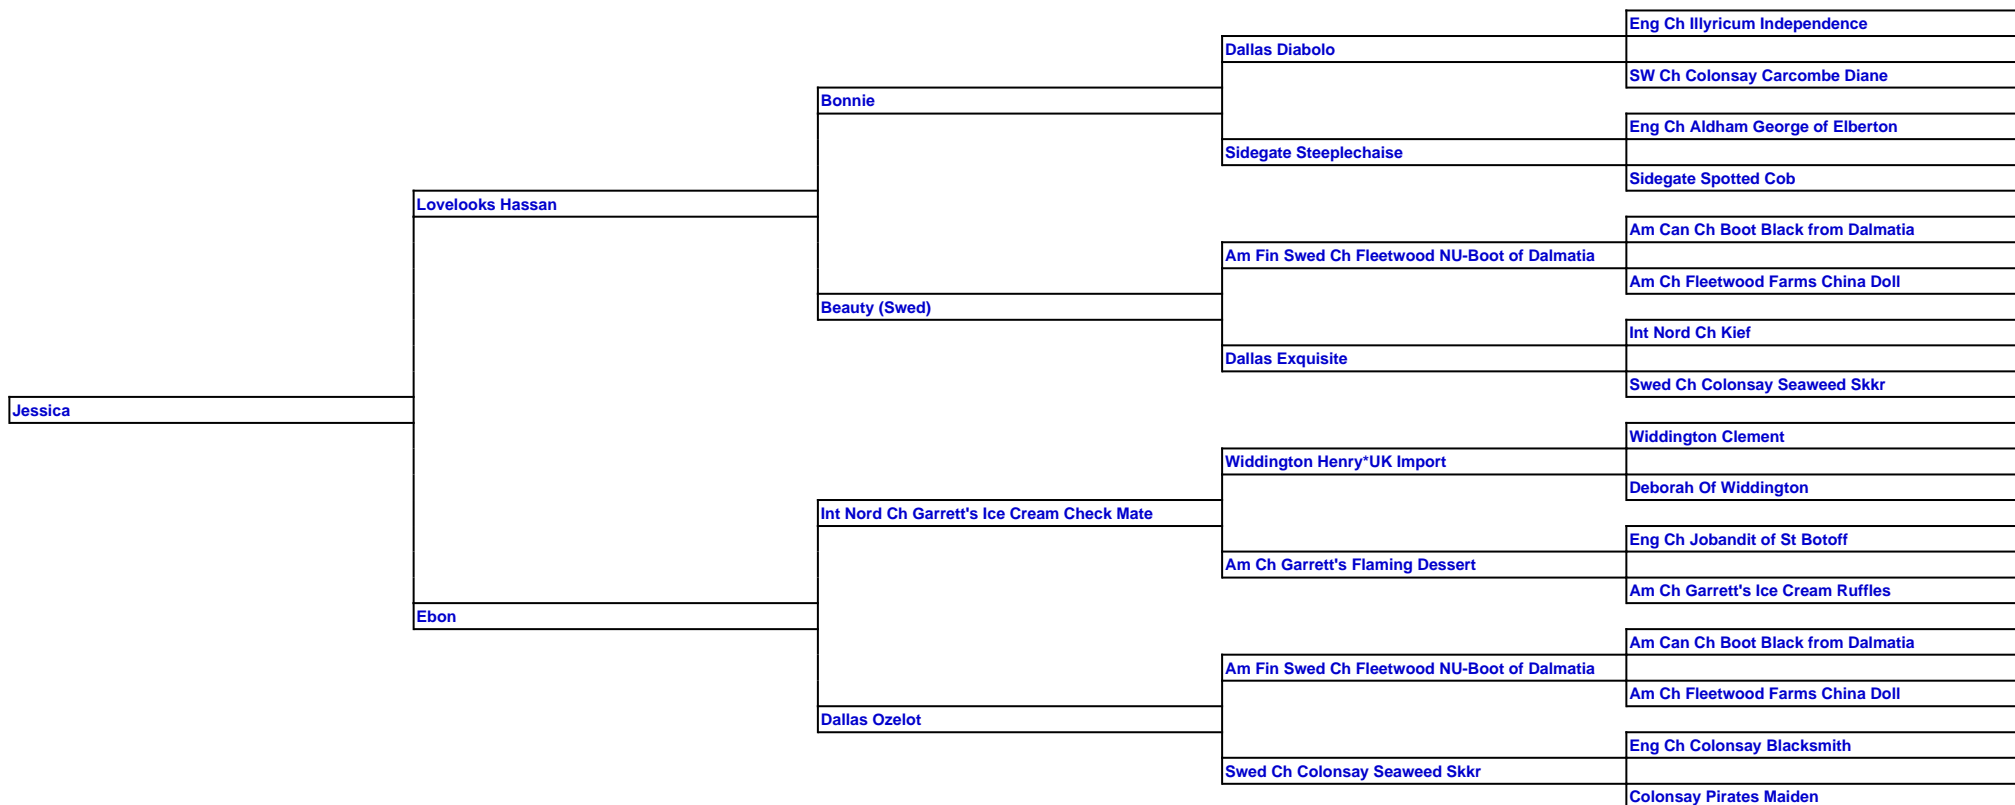 Eng Ch Illyricum Independence
Dallas Diabolo
SW Ch Colonsay Carcombe Diane
Bonnie
Eng Ch Aldham George of Elberton
Sidegate Steeplechaise
Sidegate Spotted Cob
Lovelooks Hassan
Am Can Ch Boot Black from Dalmatia
Am Fin Swed Ch Fleetwood NU-Boot of Dalmatia
Am Ch Fleetwood Farms China Doll
Beauty (Swed)
Int Nord Ch Kief
Dallas Exquisite
Swed Ch Colonsay Seaweed Skkr
Jessica
Widdington Clement
Widdington Henry*UK Import
Deborah Of Widdington
Int Nord Ch Garrett's Ice Cream Check Mate
Eng Ch Jobandit of St Botoff
Am Ch Garrett's Flaming Dessert
Am Ch Garrett's Ice Cream Ruffles
Ebon
Am Can Ch Boot Black from Dalmatia
Am Fin Swed Ch Fleetwood NU-Boot of Dalmatia
Am Ch Fleetwood Farms China Doll
Dallas Ozelot
Eng Ch Colonsay Blacksmith
Swed Ch Colonsay Seaweed Skkr
Colonsay Pirates Maiden